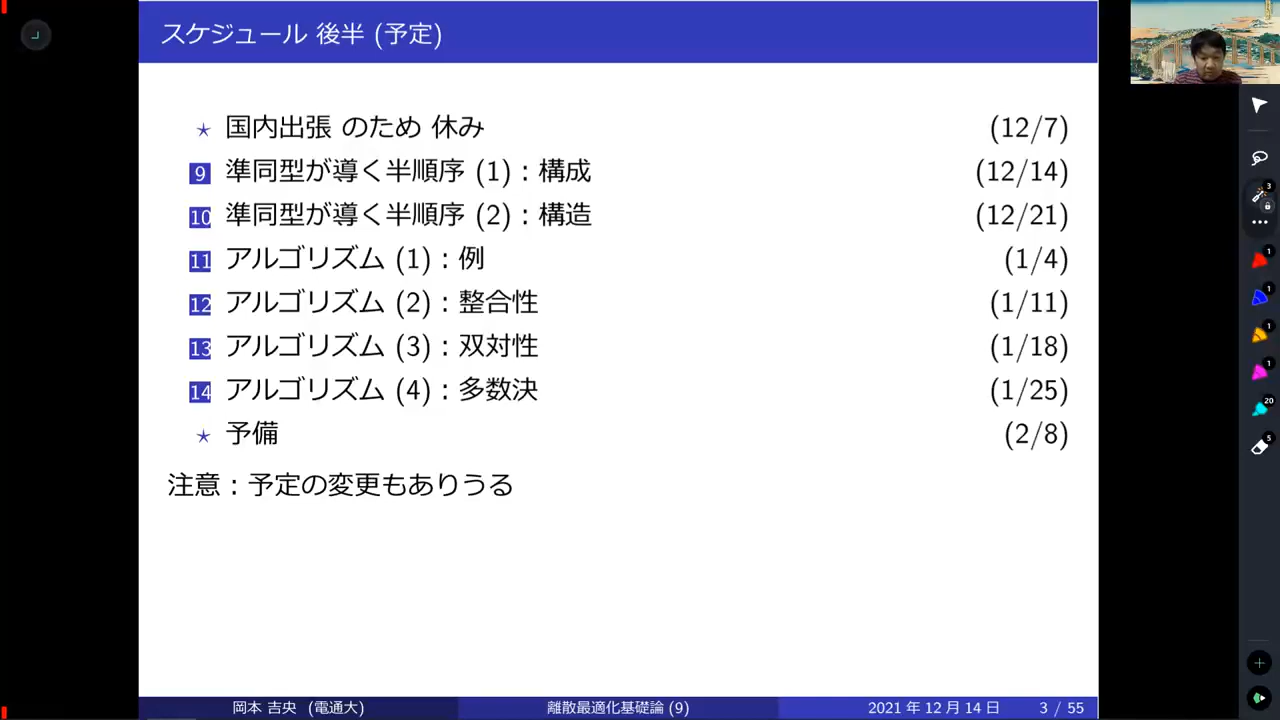 スケジュール 後半 (予定)
⋆ 国内出張 のため 休み (12/7)
9 準同型が導く半順序 (1) : 構成 (12/14)
10 準同型が導く半順序 (2) : 構造 (12/21)
11 アルゴリズム (1) : 例 (1/4)
12 アルゴリズム (2) : 整合性 (1/11)
13 アルゴリズム (3) : 双対性 (1/18)
14 アルゴリズム (4) : 多数決 (1/25)
⋆ 予備 (2/8)
注意 : 予定の変更もありうる
岡本 吉央 (電通大) 離散最適化基礎論 (9) 2021 年 12 月 14 日 3 / 55
3
1
1
1
1
20
5